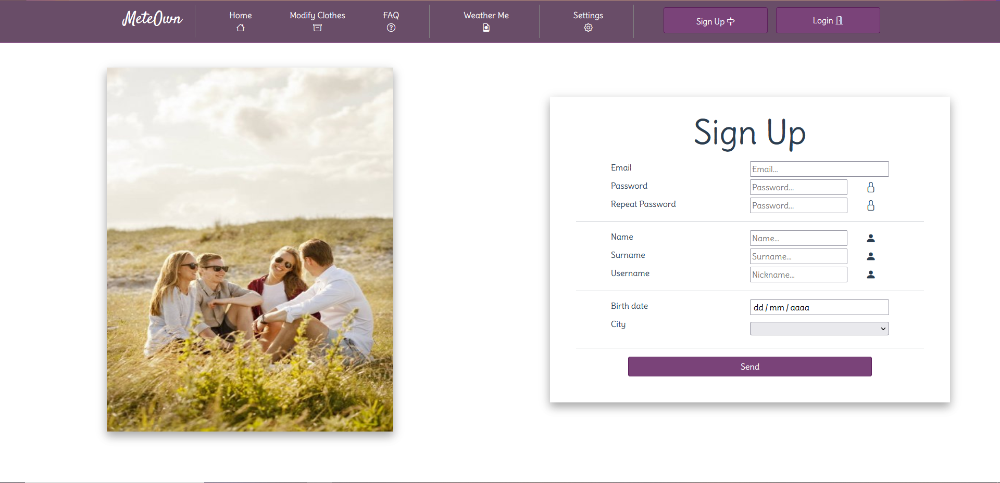 MeteOwn
Home
Modify Clothes
FAQ
Weather Me
Settings
Sign Up
Login
Sign Up
Email
Email...
Password
Password...
Repeat Password
Password...
Name
Name...
Surname
Surname...
Username
Nickname...
Birth date
dd / mm / aaaa
City
Send